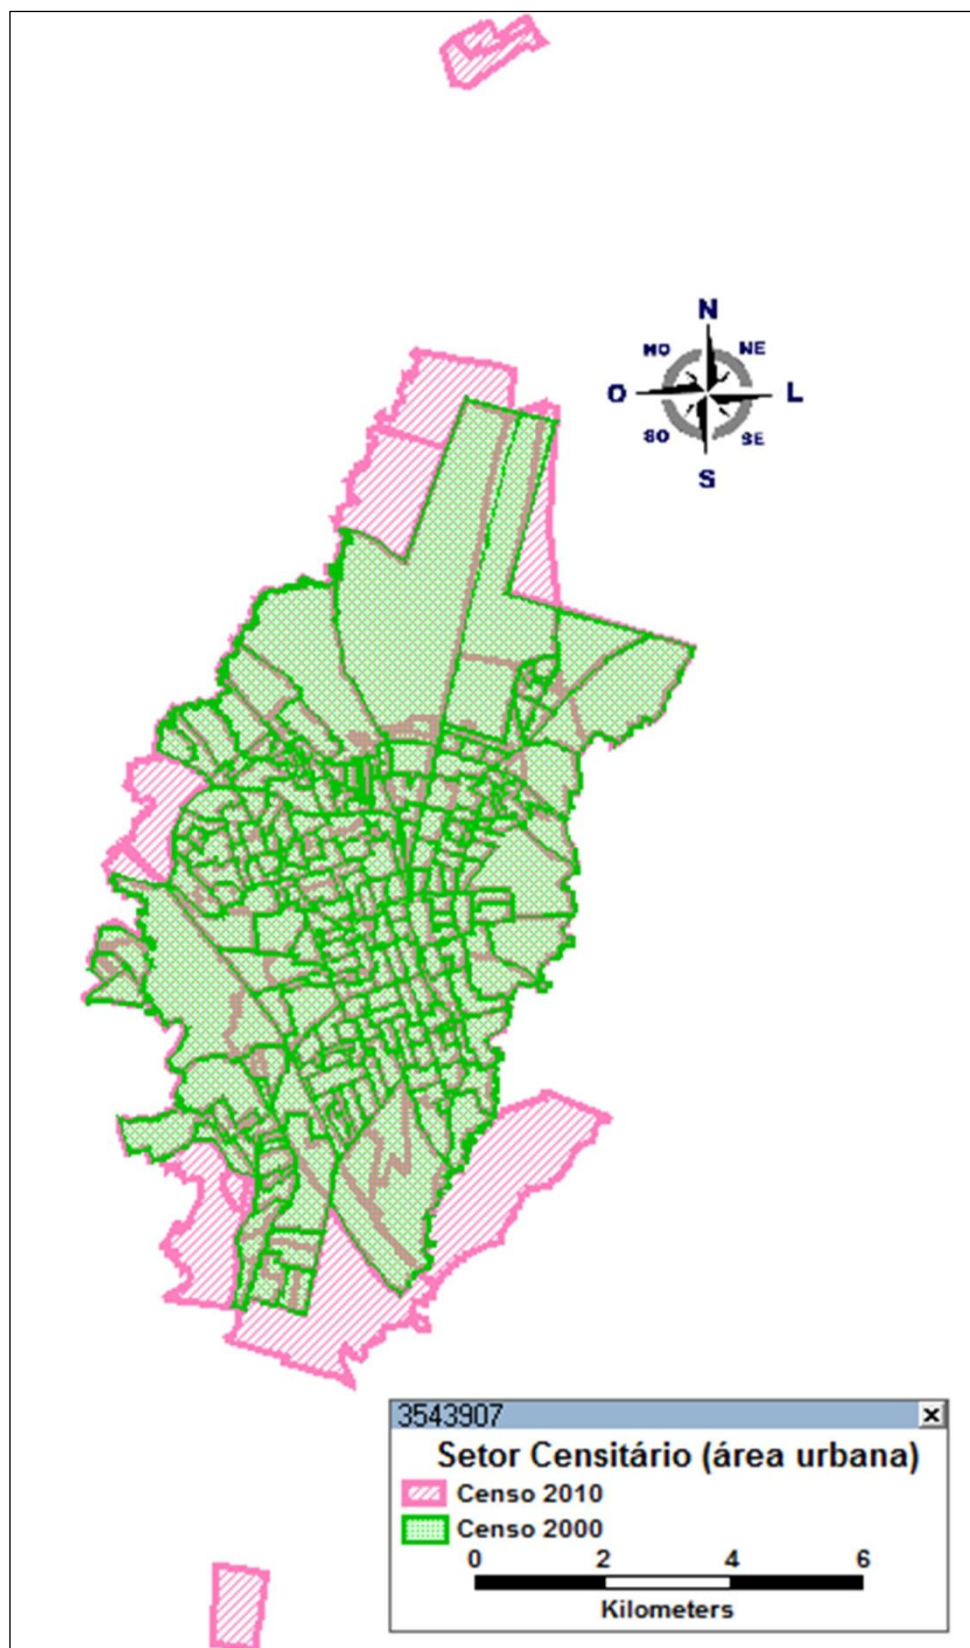 N
NO NE
O L
SO SE
S
3543907
Setor Censitário (área urbana)
Censo 2010
Censo 2000
0 2 4 6
Kilometers